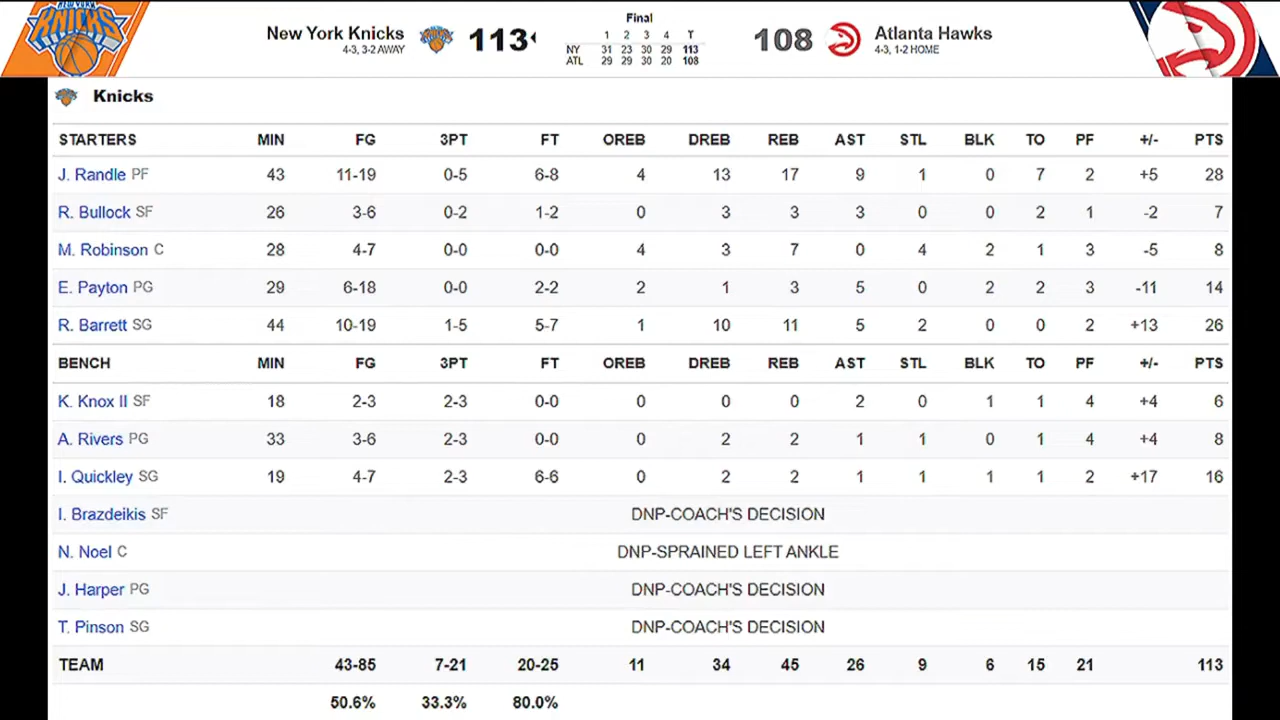 NEW YORK
KNICKS
New York Knicks
4-3, 3-2 AWAY
113
Final
1 2 3 4 T
NY 31 23 30 29 113
ATL 29 29 30 20 108
108
Atlanta Hawks
4-3, 1-2 HOME
Knicks
STARTERS MIN FG 3PT FT OREB DREB REB AST STL BLK TO PF +/- PTS
J. Randle PF 43 11-19 0-5 6-8 4 13 17 9 1 0 7 2 +5 28
R. Bullock SF 26 3-6 0-2 1-2 0 3 3 3 0 0 2 1 -2 7
M. Robinson C 28 4-7 0-0 0-0 4 3 7 0 4 2 1 3 -5 8
E. Payton PG 29 6-18 0-0 2-2 2 1 3 5 0 2 2 3 -11 14
R. Barrett SG 44 10-19 1-5 5-7 1 10 11 5 2 0 0 2 +13 26
BENCH MIN FG 3PT FT OREB DREB REB AST STL BLK TO PF +/- PTS
K. Knox II SF 18 2-3 2-3 0-0 0 0 0 2 0 1 1 4 +4 6
A. Rivers PG 33 3-6 2-3 0-0 0 2 2 1 1 0 1 4 +4 8
I. Quickley SG 19 4-7 2-3 6-6 0 2 2 1 1 1 1 2 +17 16
I. Brazdeikis SF DNP-COACH'S DECISION
N. Noel C DNP-SPRAINED LEFT ANKLE
J. Harper PG DNP-COACH'S DECISION
T. Pinson SG DNP-COACH'S DECISION
TEAM 43-85 7-21 20-25 11 34 45 26 9 6 15 21 113
50.6% 33.3% 80.0%